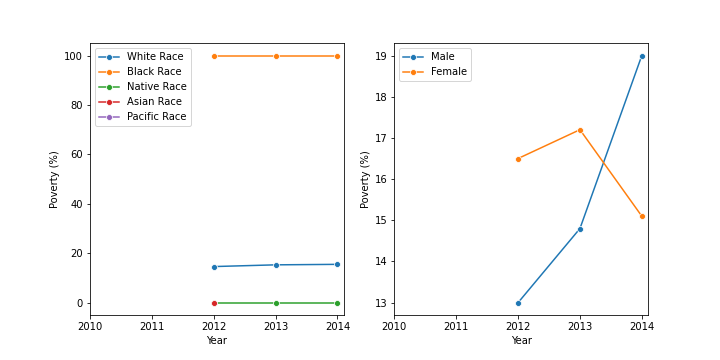 100
80
60
40
20
0
Poverty (%)
2010 2011 2012 2013 2014
Year
White Race
Black Race
Native Race
Asian Race
Pacific Race
19
18
17
16
15
14
13
Poverty (%)
2010 2011 2012 2013 2014
Year
Male
Female